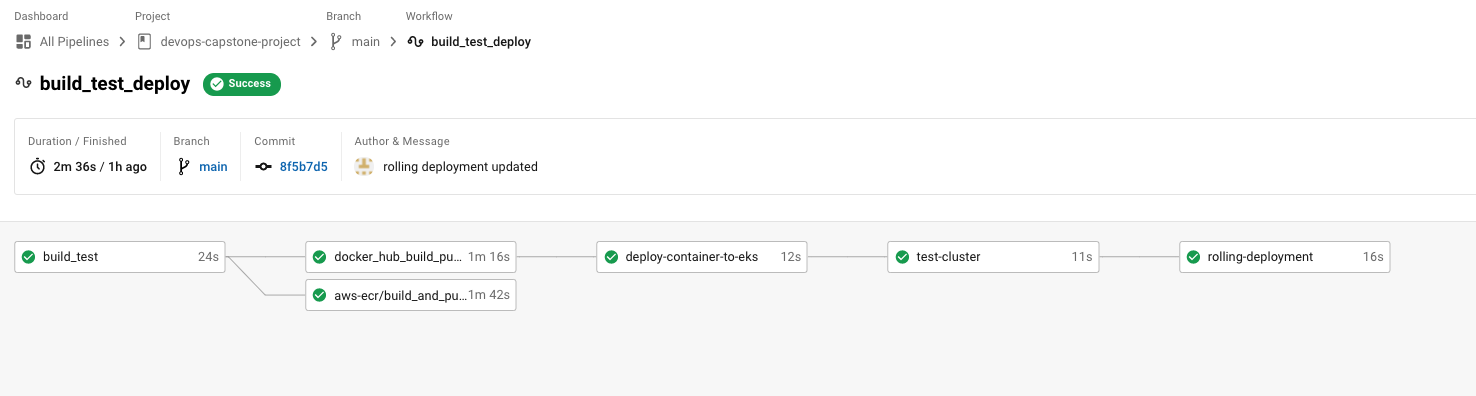 Dashboard Project Branch Workflow
All Pipelines devops-capstone-project main build_test_deploy
build_test_deploy Success
Duration / Finished Branch Commit Author & Message
2m 36s / 1h ago main 8f5b7d5 rolling deployment updated
build_test 24s docker_hub_build_pu... 1m 16s deploy-container-to-eks 12s test-cluster 11s rolling-deployment 16s
aws-ecr/build_and_pu... 1m 42s